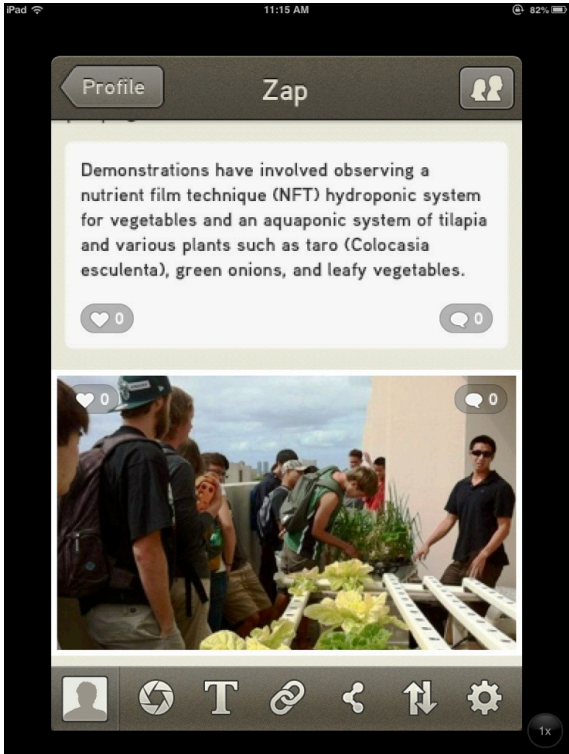 iPad 11:15 AM 82%
Profile Zap
Demonstrations have involved observing a
nutrient film technique (NFT) hydroponic system
for vegetables and an aquaponic system of tilapia
and various plants such as taro (Colocasia
esculenta), green onions, and leafy vegetables.
0 0
0 0
T
1x